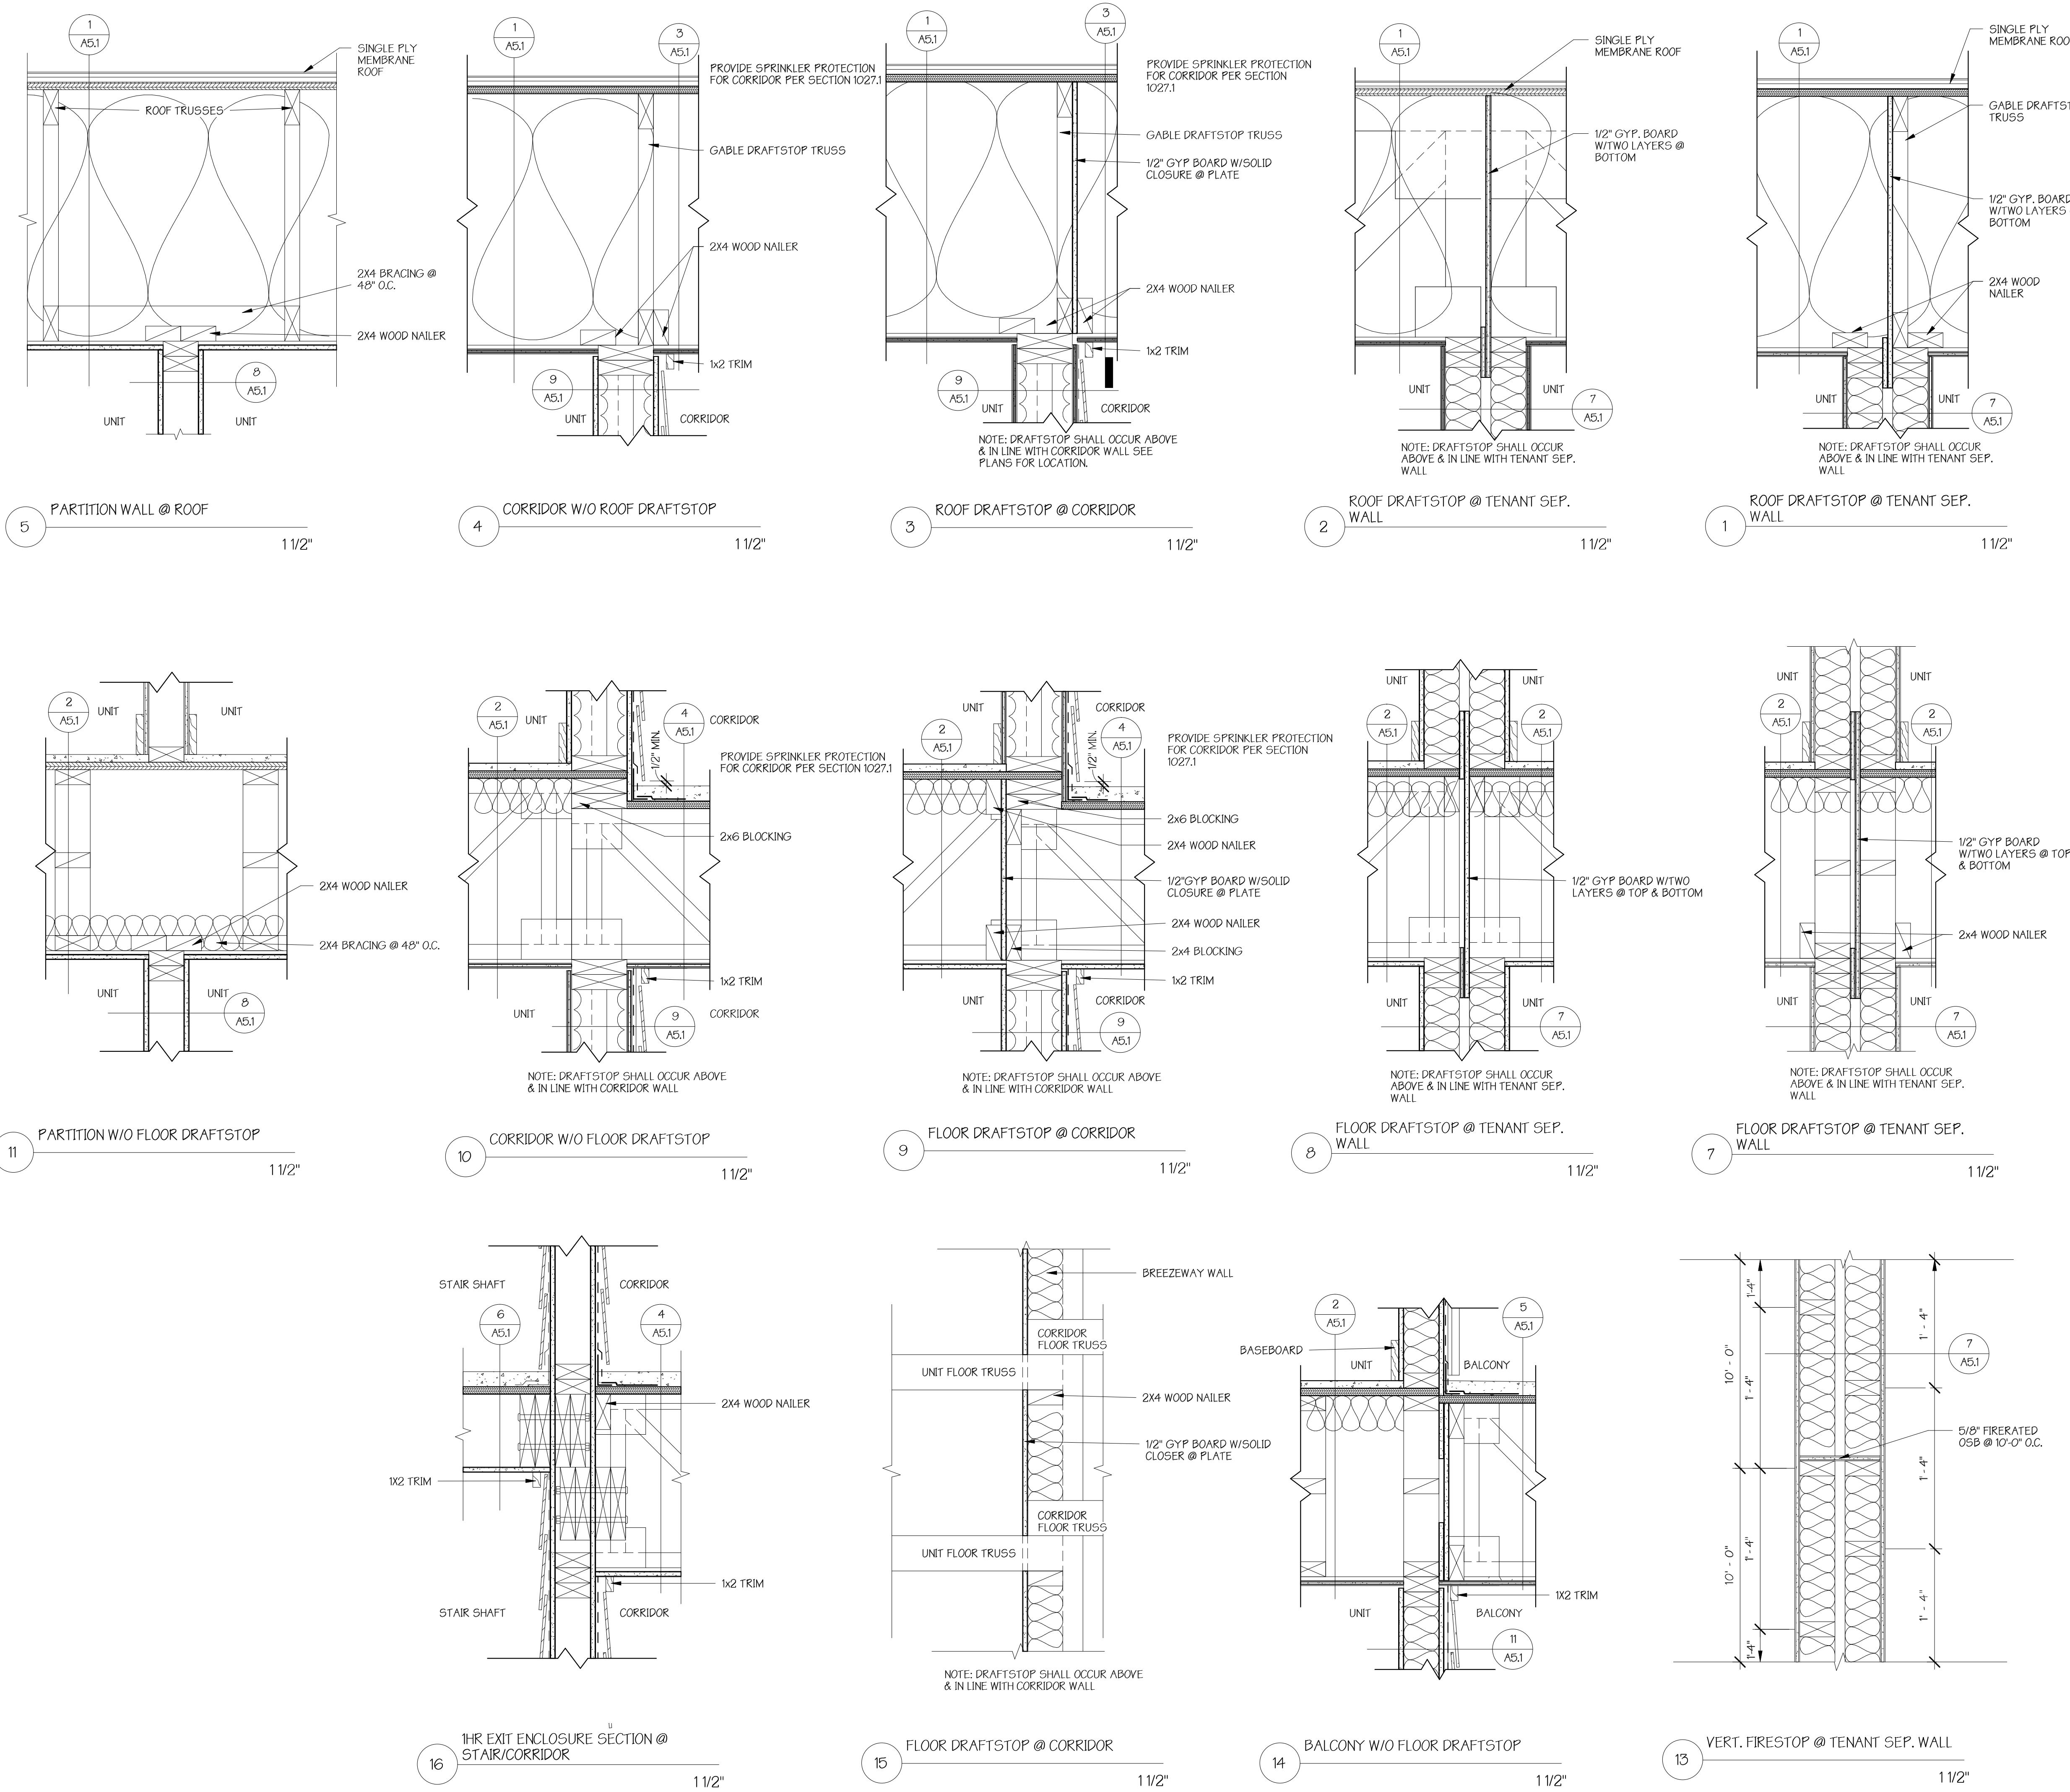 1
A5.1
SINGLE PLY
MEMBRANE
ROOF
ROOF TRUSSES
2X4 BRACING @
48" O.C.
2X4 WOOD NAILER
8
A5.1
UNIT
UNIT
5
PARTITION WALL @ ROOF
1 1/2"
1
A5.1
3
A5.1
PROVIDE SPRINKLER PROTECTION
FOR CORRIDOR PER SECTION 1027.1
GABLE DRAFTSTOP TRUSS
2X4 WOOD NAILER
1x2 TRIM
9
A5.1
UNIT
CORRIDOR
4
CORRIDOR W/O ROOF DRAFTSTOP
1 1/2"
1
A5.1
3
A5.1
PROVIDE SPRINKLER PROTECTION
FOR CORRIDOR PER SECTION
1027.1
GABLE DRAFTSTOP TRUSS
1/2" GYP BOARD W/SOLID
CLOSURE @ PLATE
2X4 WOOD NAILER
1x2 TRIM
9
A5.1
UNIT
CORRIDOR
NOTE: DRAFTSTOP SHALL OCCUR ABOVE
& IN LINE WITH CORRIDOR WALL SEE
PLANS FOR LOCATION.
3
ROOF DRAFTSTOP @ CORRIDOR
1 1/2"
1
A5.1
SINGLE PLY
MEMBRANE ROOF
1/2" GYP. BOARD
W/TWO LAYERS @
BOTTOM
UNIT
UNIT
7
A5.1
NOTE: DRAFTSTOP SHALL OCCUR
ABOVE & IN LINE WITH TENANT SEP.
WALL
2
ROOF DRAFTSTOP @ TENANT SEP.
WALL
1 1/2"
1
A5.1
SINGLE PLY
MEMBRANE ROO
GABLE DRAFTS
TRUSS
1/2" GYP. BOARD
W/TWO LAYERS
BOTTOM
2X4 WOOD
NAILER
UNIT
UNIT
7
A5.1
NOTE: DRAFTSTOP SHALL OCCUR
ABOVE & IN LINE WITH TENANT SEP.
WALL
1
ROOF DRAFTSTOP @ TENANT SEP.
WALL
1 1/2"
2
A5.1
UNIT
UNIT
2X4 WOOD NAILER
2X4 BRACING @ 48" O.C.
UNIT
UNIT
8
A5.1
11
PARTITION W/O FLOOR DRAFTSTOP
1 1/2"
2
A5.1
UNIT
1/2" MIN.
4
A5.1
CORRIDOR
PROVIDE SPRINKLER PROTECTION
FOR CORRIDOR PER SECTION 1027.1
2x6 BLOCKING
1x2 TRIM
UNIT
9
A5.1
CORRIDOR
NOTE: DRAFTSTOP SHALL OCCUR ABOVE
& IN LINE WITH CORRIDOR WALL
10
CORRIDOR W/O FLOOR DRAFTSTOP
1 1/2"
UNIT
CORRIDOR
2
A5.1
1/2" MIN.
4
A5.1
PROVIDE SPRINKLER PROTECTION
FOR CORRIDOR PER SECTION
1027.1
2x6 BLOCKING
2X4 WOOD NAILER
1/2"GYP BOARD W/SOLID
CLOSURE @ PLATE
2X4 WOOD NAILER
2x4 BLOCKING
1x2 TRIM
UNIT
CORRIDOR
9
A5.1
NOTE: DRAFTSTOP SHALL OCCUR ABOVE
& IN LINE WITH CORRIDOR WALL
9
FLOOR DRAFTSTOP @ CORRIDOR
1 1/2"
UNIT
UNIT
2
A5.1
2
A5.1
1/2" GYP BOARD W/TWO
LAYERS @ TOP & BOTTOM
UNIT
UNIT
7
A5.1
NOTE: DRAFTSTOP SHALL OCCUR
ABOVE & IN LINE WITH TENANT SEP.
WALL
8
FLOOR DRAFTSTOP @ TENANT SEP.
WALL
1 1/2"
UNIT
UNIT
2
A5.1
2
A5.1
1/2" GYP BOARD
W/TWO LAYERS @ TOP
& BOTTOM
2x4 WOOD NAILER
UNIT
UNIT
7
A5.1
NOTE: DRAFTSTOP SHALL OCCUR
ABOVE & IN LINE WITH TENANT SEP.
WALL
7
FLOOR DRAFTSTOP @ TENANT SEP.
WALL
1 1/2"
STAIR SHAFT
CORRIDOR
6
A5.1
4
A5.1
2X4 WOOD NAILER
1X2 TRIM
1x2 TRIM
STAIR SHAFT
CORRIDOR
u
16
1HR EXIT ENCLOSURE SECTION @
STAIR/CORRIDOR
1 1/2"
BREEZEWAY WALL
CORRIDOR
FLOOR TRUSS
UNIT FLOOR TRUSS
2X4 WOOD NAILER
1/2" GYP BOARD W/SOLID
CLOSER @ PLATE
CORRIDOR
FLOOR TRUSS
UNIT FLOOR TRUSS
NOTE: DRAFTSTOP SHALL OCCUR ABOVE
& IN LINE WITH CORRIDOR WALL
15
FLOOR DRAFTSTOP @ CORRIDOR
1 1/2"
2
A5.1
5
A5.1
BASEBOARD
UNIT
BALCONY
1X2 TRIM
UNIT
BALCONY
11
A5.1
14
BALCONY W/O FLOOR DRAFTSTOP
1 1/2"
1'-4"
10' - 0"
1' - 4"
1' - 4"
7
A5.1
5/8" FIRERATED
OSB @ 10'-0" O.C.
1' - 4"
10' - 0"
1' - 4"
1' - 4"
1'-4"
13
VERT. FIRESTOP @ TENANT SEP. WALL
1 1/2"